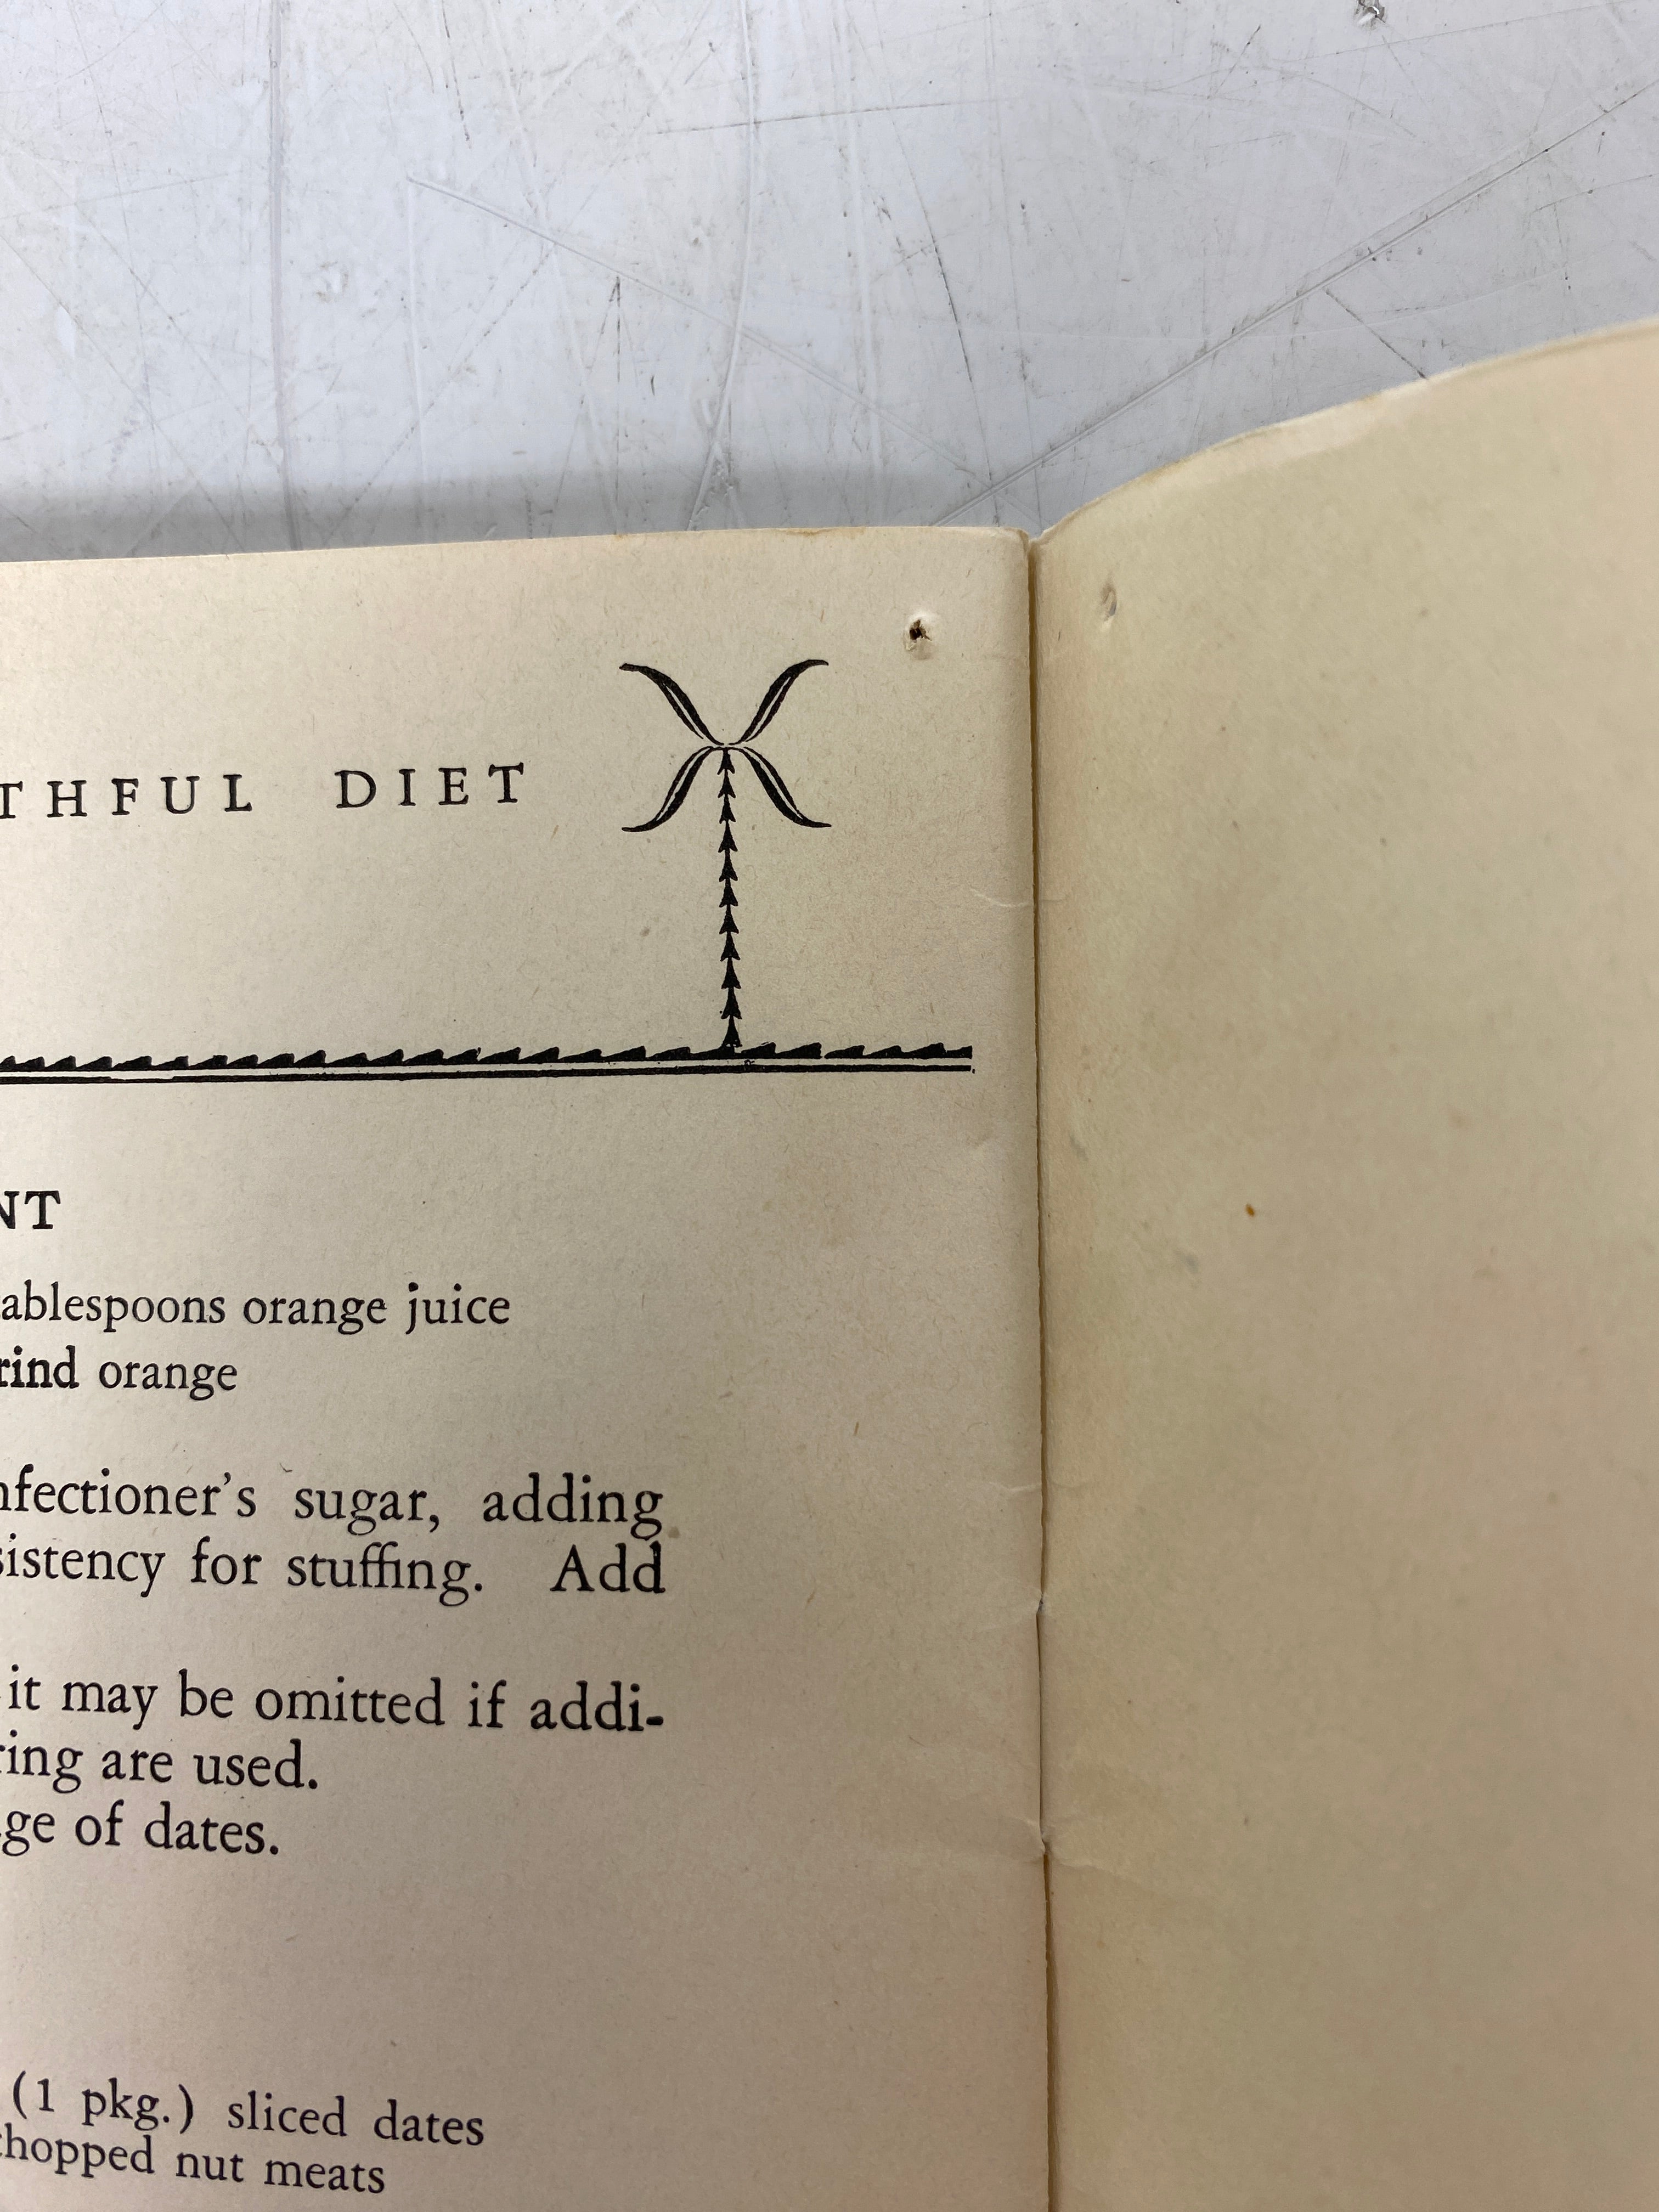 THFUL DIET
NT
ablespoons orange juice
rind orange
nfectioner's sugar, adding
sistency for stuffing. Add
it may be omitted if addi-
ring are used.
ge of dates.
(1 pkg.) sliced dates
chopped nut meats